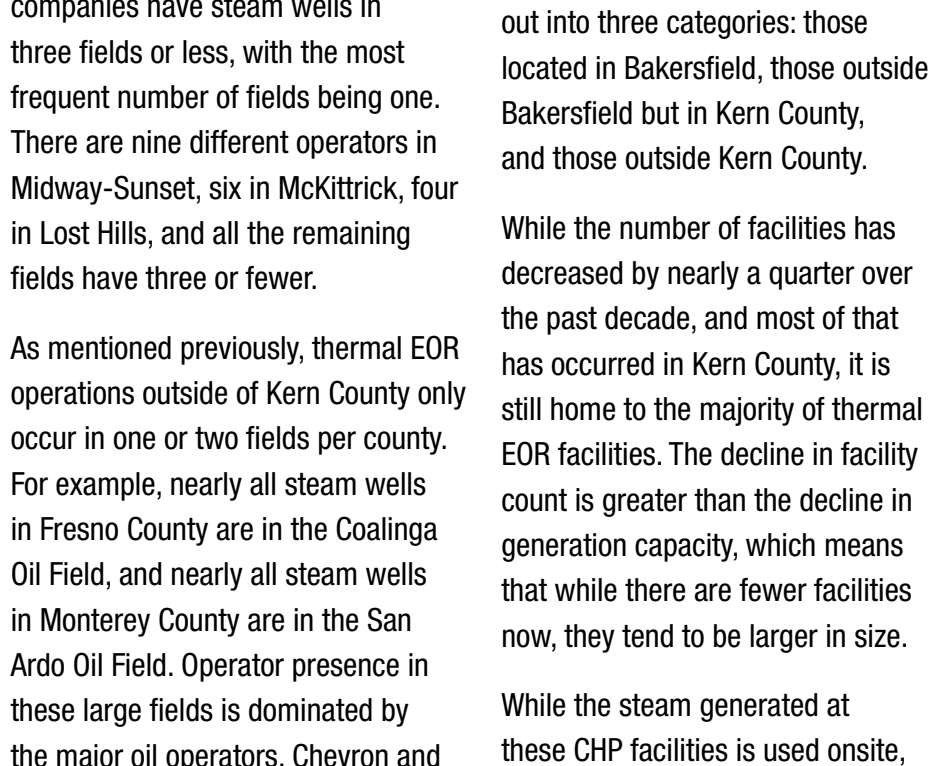 companies have steam wells in
three fields or less, with the most
frequent number of fields being one.
There are nine different operators in
Midway-Sunset, six in McKittrick, four
in Lost Hills, and all the remaining
fields have three or fewer.
As mentioned previously, thermal EOR
operations outside of Kern County only
occur in one or two fields per county.
For example, nearly all steam wells
in Fresno County are in the Coalinga
Oil Field, and nearly all steam wells
in Monterey County are in the San
Ardo Oil Field. Operator presence in
these large fields is dominated by
the major oil operators, Chevron and
out into three categories: those
located in Bakersfield, those outside
Bakersfield but in Kern County,
and those outside Kern County.
While the number of facilities has
decreased by nearly a quarter over
the past decade, and most of that
has occurred in Kern County, it is
still home to the majority of thermal
EOR facilities. The decline in facility
count is greater than the decline in
generation capacity, which means
that while there are fewer facilities
now, they tend to be larger in size.
While the steam generated at
these CHP facilities is used onsite,